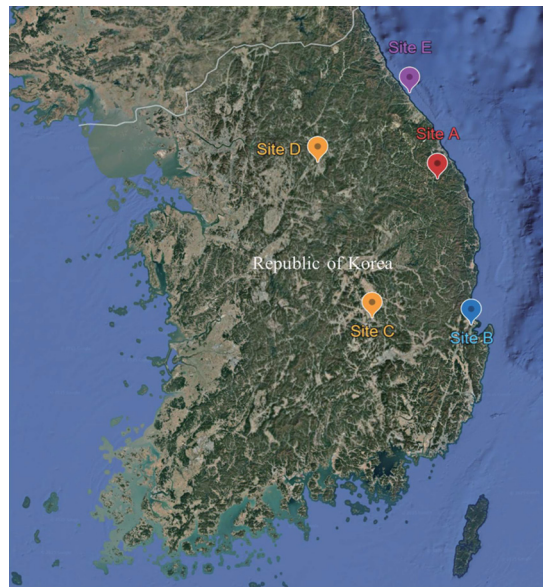 Site E
Site A
Site D
Republic of Korea
Site C
Site B